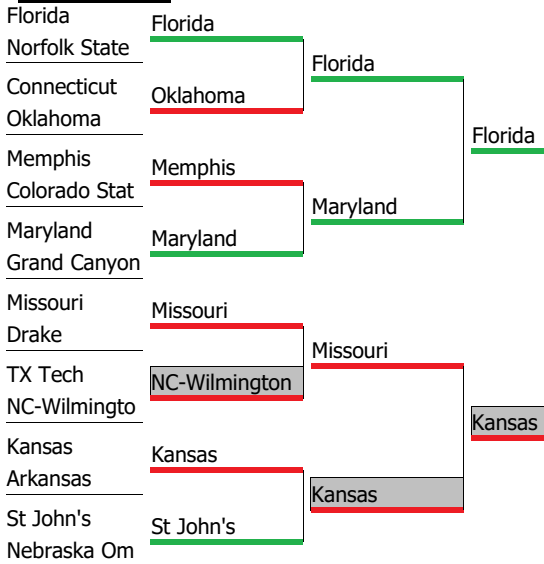 Florida
Norfolk State
Connecticut
Oklahoma
Memphis
Colorado Stat
Maryland
Grand Canyon
Missouri
Drake
TX Tech
NC-Wilmingto
Kansas
Arkansas
St John's
Nebraska Om
Florida
Oklahoma
Memphis
Maryland
Missouri
NC-Wilmington
Kansas
St John's
Florida
Maryland
Missouri
Kansas
Florida
Kansas